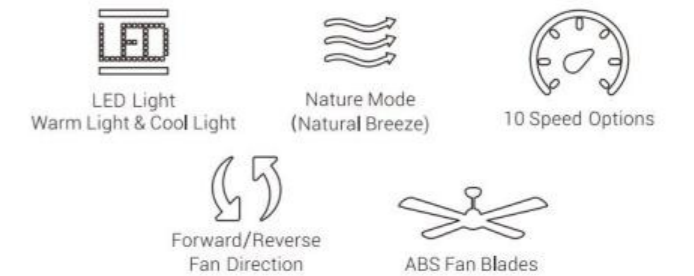 LED
LED Light
Warm Light & Cool Light
Nature Mode
(Natural Breeze)
10 Speed Options
Forward/Reverse
Fan Direction
ABS Fan Blades